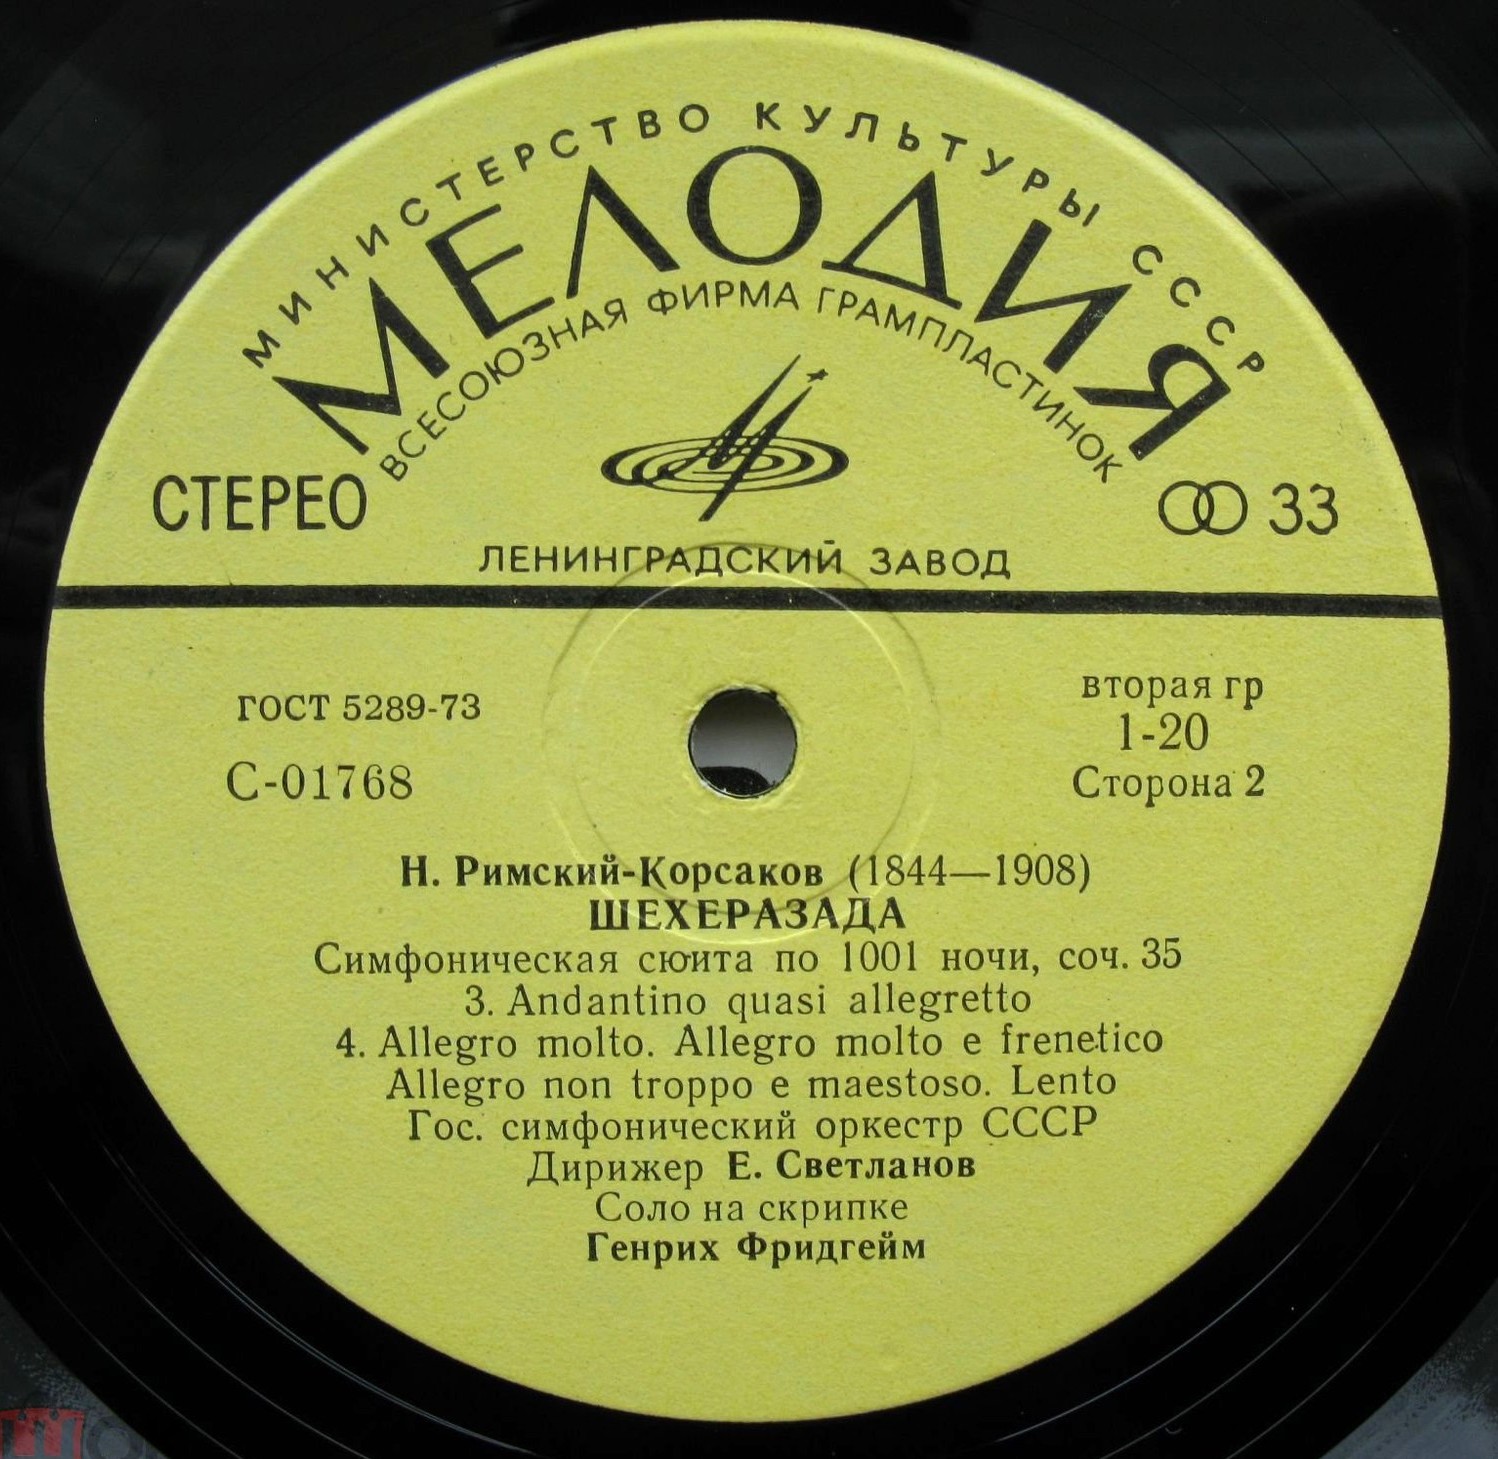 МИНИСТЕРСТВО КУЛЬТУРЫ СССР
МЕЛОДИЯ
ВСЕСОЮЗНАЯ ФИРМА ГРАМПЛАСТИНОК
СТЕРЕО
33
ЛЕНИНГРАДСКИЙ ЗАВОД
ГОСТ 5289-73
вторая гр
1-20
С-01768
Сторона 2
Н. Римский-Корсаков (1844—1908)
ШЕХЕРАЗАДА
Симфоническая сюита по 1001 ночи, соч. 35
3. Andantino quasi allegretto
4. Allegro molto. Allegro molto e frenetico
Allegro non troppo e maestoso. Lento
Гос. симфонический оркестр СССР
Дирижер Е. Светланов
Соло на скрипке
Генрих Фридгейм